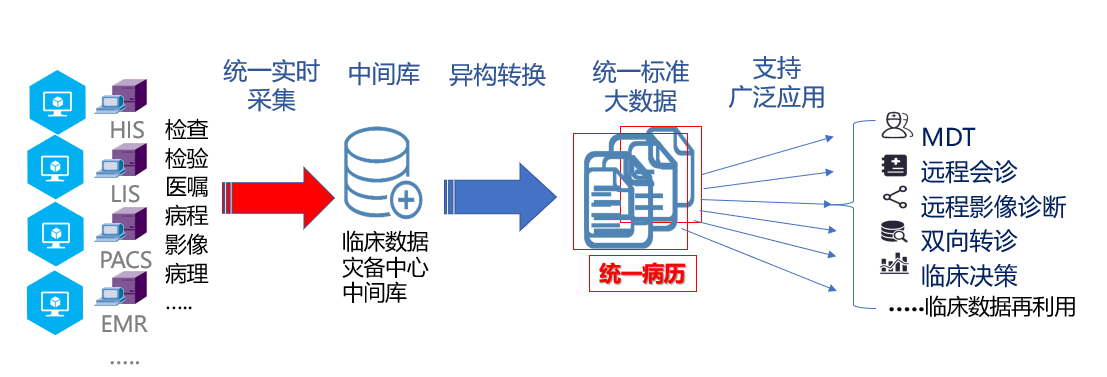 统一实时
采集
中间库
异构转换
统一标准
大数据
支持
广泛应用
HIS
LIS
PACS
EMR
.....
检查
检验
医嘱
病程
影像
病理
.....
临床数据
灾备中心
中间库
统一病历
MDT
远程会诊
远程影像诊断
双向转诊
临床决策
.....临床数据再利用